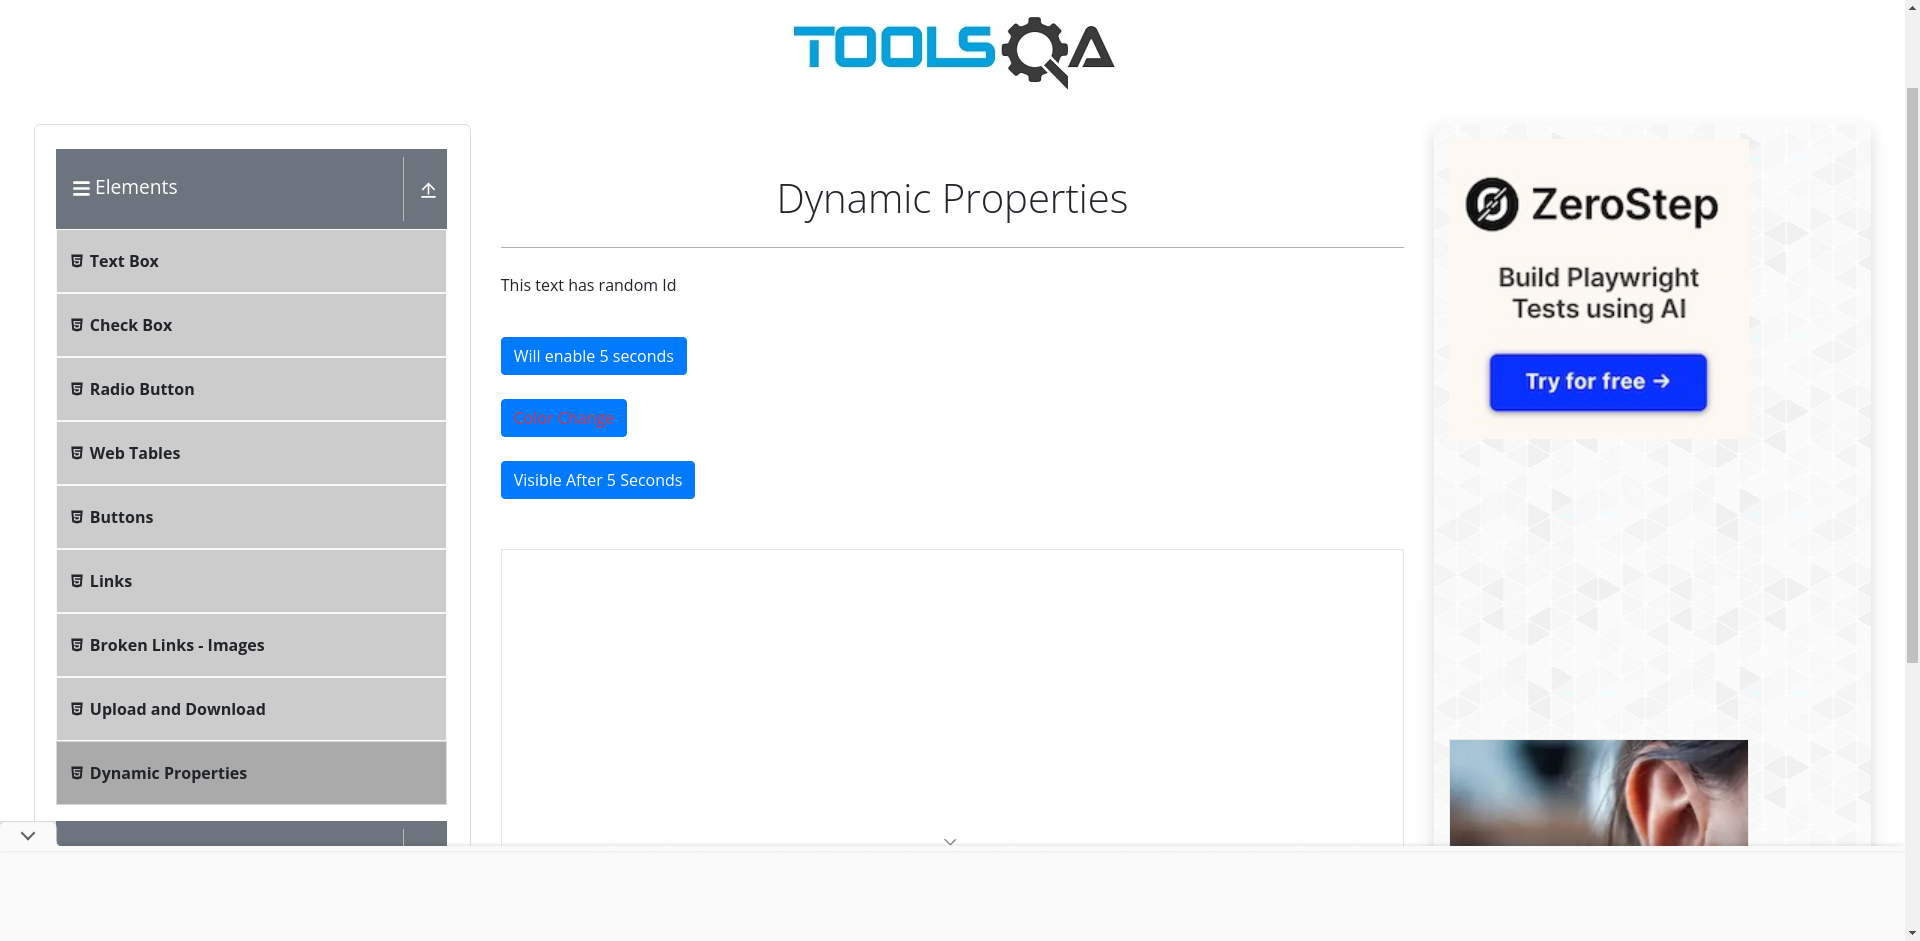 TOOLSQA
Elements
Text Box
Check Box
Radio Button
Web Tables
Buttons
Links
Broken Links - Images
Upload and Download
Dynamic Properties
Dynamic Properties
This text has random Id
Will enable 5 seconds
Color Change
Visible After 5 Seconds
ZeroStep
Build Playwright
Tests using AI
Try for free →